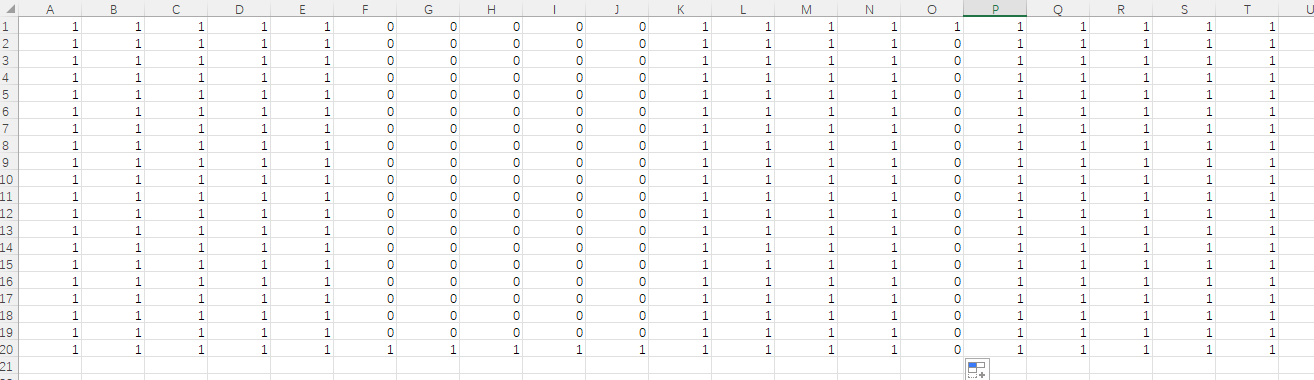 A B C D E F G H I J K L M N O P Q R S T U
1 1 1 1 1 1 0 0 0 0 0 1 1 1 1 1 1 1 1 1 1
2 1 1 1 1 1 0 0 0 0 0 1 1 1 1 0 1 1 1 1 1
3 1 1 1 1 1 0 0 0 0 0 1 1 1 1 0 1 1 1 1 1
4 1 1 1 1 1 0 0 0 0 0 1 1 1 1 0 1 1 1 1 1
5 1 1 1 1 1 0 0 0 0 0 1 1 1 1 0 1 1 1 1 1
6 1 1 1 1 1 0 0 0 0 0 1 1 1 1 0 1 1 1 1 1
7 1 1 1 1 1 0 0 0 0 0 1 1 1 1 0 1 1 1 1 1
8 1 1 1 1 1 0 0 0 0 0 1 1 1 1 0 1 1 1 1 1
9 1 1 1 1 1 0 0 0 0 0 1 1 1 1 0 1 1 1 1 1
10 1 1 1 1 1 0 0 0 0 0 1 1 1 1 0 1 1 1 1 1
11 1 1 1 1 1 0 0 0 0 0 1 1 1 1 0 1 1 1 1 1
12 1 1 1 1 1 0 0 0 0 0 1 1 1 1 0 1 1 1 1 1
13 1 1 1 1 1 0 0 0 0 0 1 1 1 1 0 1 1 1 1 1
14 1 1 1 1 1 0 0 0 0 0 1 1 1 1 0 1 1 1 1 1
15 1 1 1 1 1 0 0 0 0 0 1 1 1 1 0 1 1 1 1 1
16 1 1 1 1 1 0 0 0 0 0 1 1 1 1 0 1 1 1 1 1
17 1 1 1 1 1 0 0 0 0 0 1 1 1 1 0 1 1 1 1 1
18 1 1 1 1 1 0 0 0 0 0 1 1 1 1 0 1 1 1 1 1
19 1 1 1 1 1 0 0 0 0 0 1 1 1 1 0 1 1 1 1 1
20 1 1 1 1 1 1 1 1 1 1 1 1 1 1 0 1 1 1 1 1
21